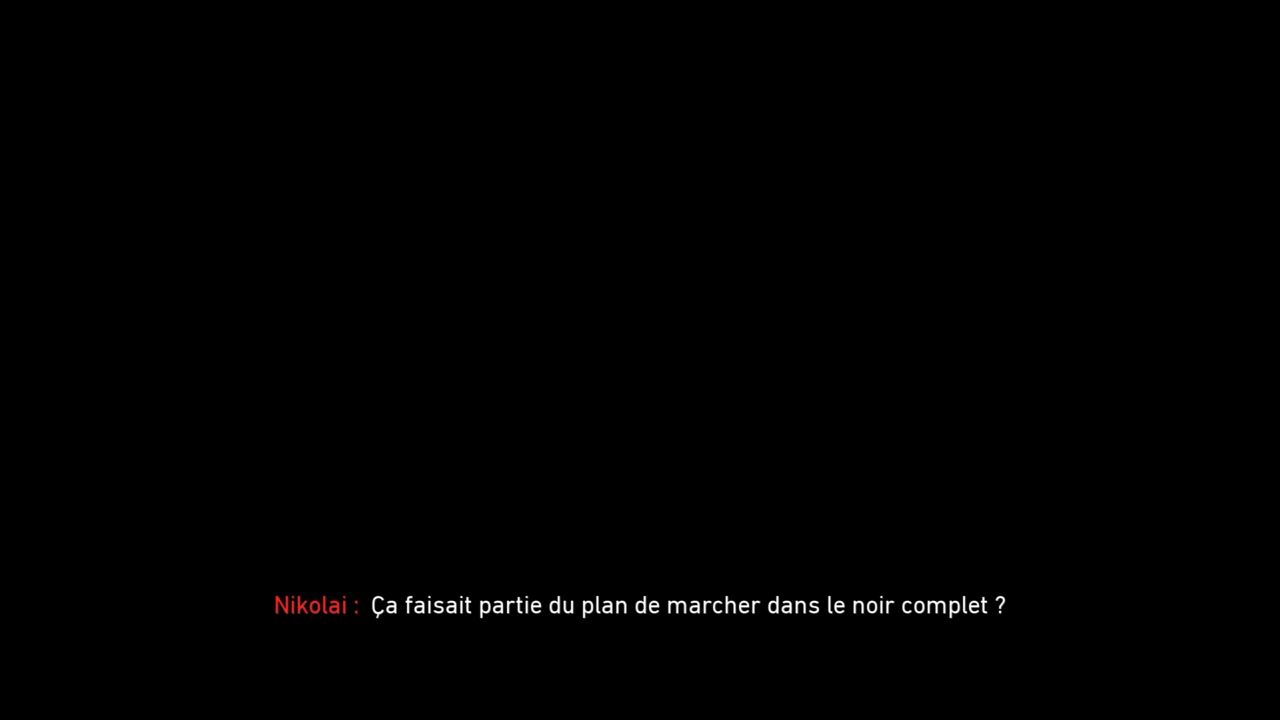 Nikolai : Ça faisait partie du plan de marcher dans le noir complet ?